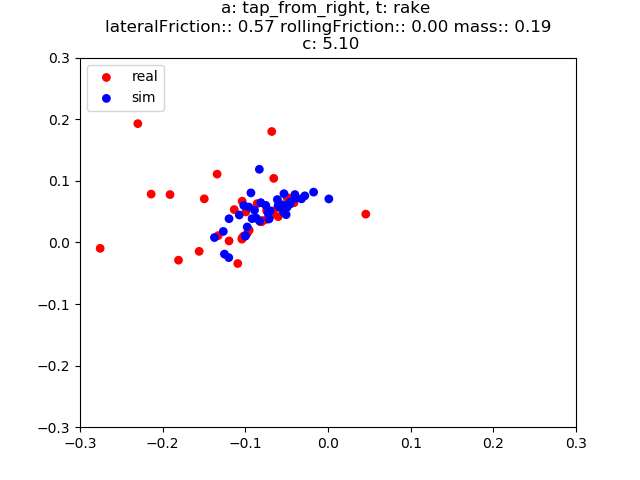 a: tap_from_right, t: rake
lateralFriction:: 0.57 rollingFriction:: 0.00 mass:: 0.19
c: 5.10
real
sim
0.3
0.2
0.1
0.0
−0.1
−0.2
−0.3
−0.3 −0.2 −0.1 0.0 0.1 0.2 0.3